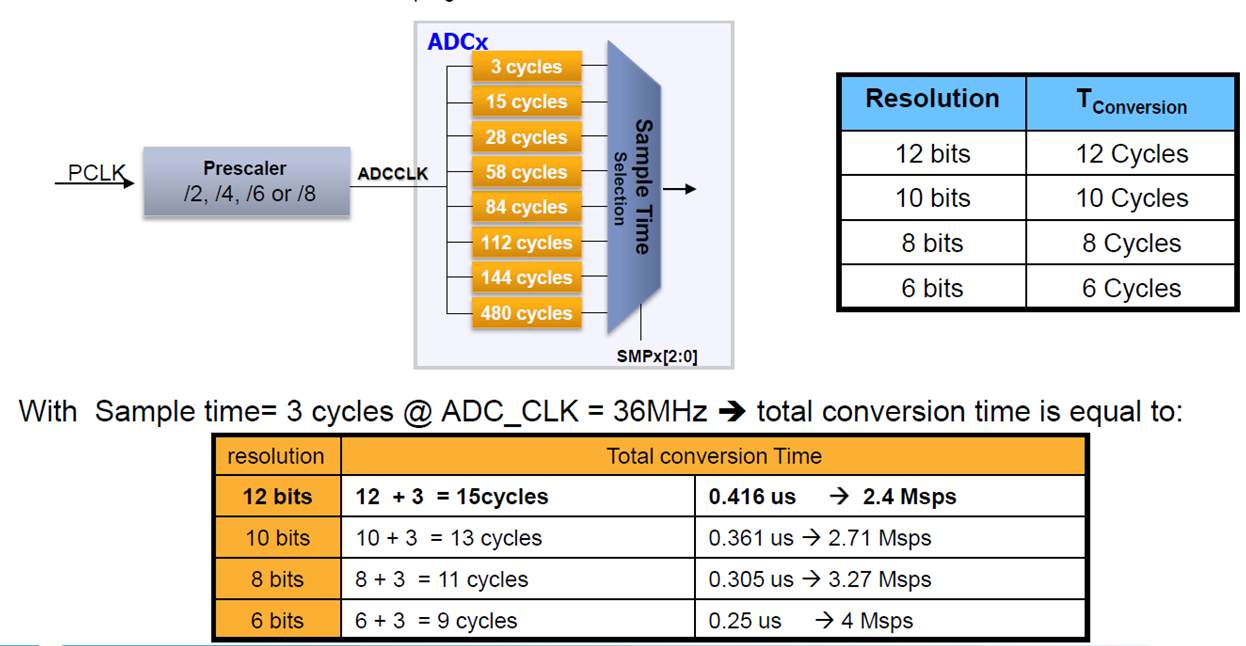 ADCx
3 cycles
15 cycles
28 cycles
58 cycles
84 cycles
112 cycles
144 cycles
480 cycles
Sample Time
Selection
SMPx[2:0]
PCLK
Prescaler
/2, /4, /6 or /8
ADCCLK
Resolution TConversion
12 bits 12 Cycles
10 bits 10 Cycles
8 bits 8 Cycles
6 bits 6 Cycles
With Sample time= 3 cycles @ ADC_CLK = 36MHz ➔ total conversion time is equal to:
resolution Total conversion Time
12 bits 12 + 3 = 15cycles 0.416 us → 2.4 Msps
10 bits 10 + 3 = 13 cycles 0.361 us → 2.71 Msps
8 bits 8 + 3 = 11 cycles 0.305 us → 3.27 Msps
6 bits 6 + 3 = 9 cycles 0.25 us → 4 Msps